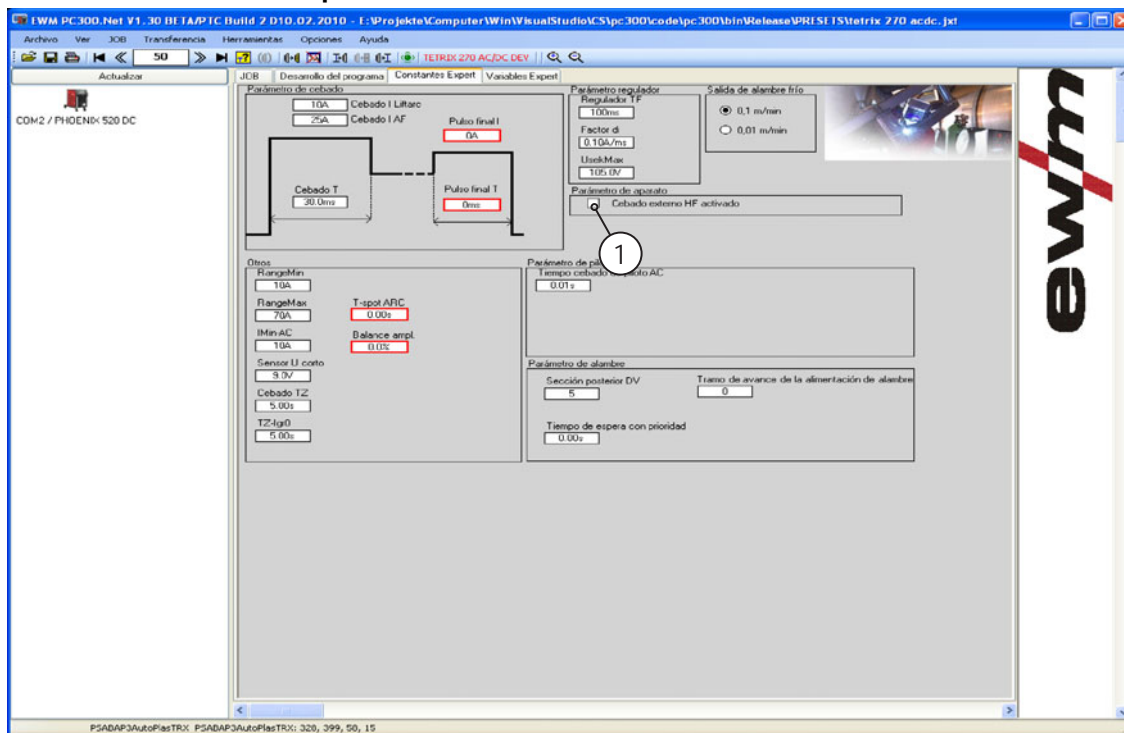 EWM PC300.Net V1.30 BETA/PTC Build 2 D10.02.2010 - E:\Projekte\Computer\Win\VisualStudio\CS\pc300\code\pc300\bin\Release\PRESETS\tetrix 270 acdc.jxt
Archivo Ver JOB Transferencia Herramientas Opciones Ayuda
50
TETRIX 270 AC/DC DEV
Actualizar
JOB Desarrollo del programa Constantes Expert Variables Expert
COM2 / PHOENIX 520 DC
Parámetro de cebado
10A Cebado I Liftarc
25A Cebado I AF
Pulso final I
0A
Cebado T
30.0ms
Pulso final T
0ms
Parámetro regulador
Regulador TF
100ms
Factor di
0.10A/ms
UsekMax
105.0V
Salida de alambre frío
0,1 m/min
0,01 m/min
Parámetro de aparato
Cebado externo HF activado
1
Otros
RangeMin
10A
RangeMax
70A
IMin-AC
10A
Sensor U corto
9.0V
Cebado TZ
5.00s
TZ-Igr0
5.00s
T-spot ARC
0.00s
Balance ampl.
0.0%
Parámetro de
Tiempo cebado piloto AC
0.01s
Parámetro de alambre
Sección posterior DV
5
Tramo de avance de la alimentación de alambre
0
Tiempo de espera con prioridad
0.00s
ewm
PSADAP3AutoPlasTRX PSADAP3AutoPlasTRX: 320, 399, 50, 15